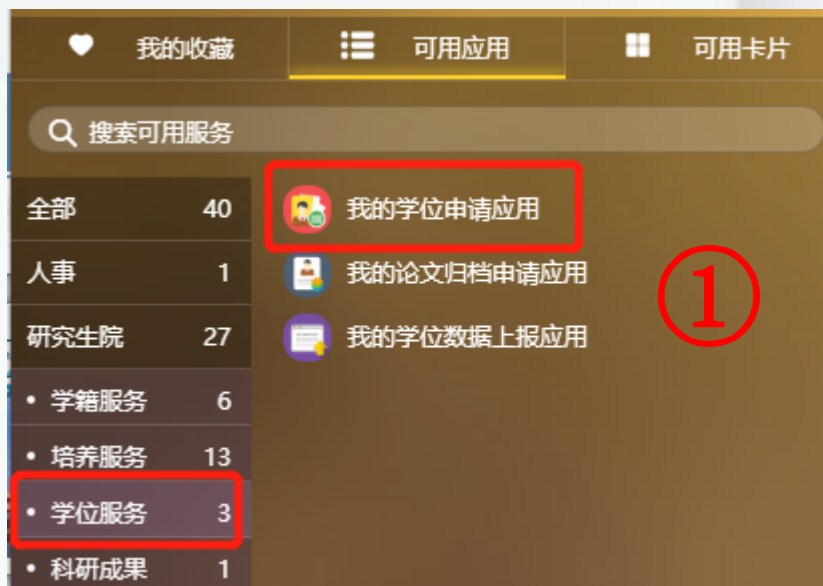 我的收藏 可用应用 可用卡片
搜索可用服务
全部 40 我的学位申请应用
人事 1 我的论文归档申请应用
①
研究生院 27 我的学位数据上报应用
• 学籍服务 6
• 培养服务 13
• 学位服务 3
• 科研成果 1